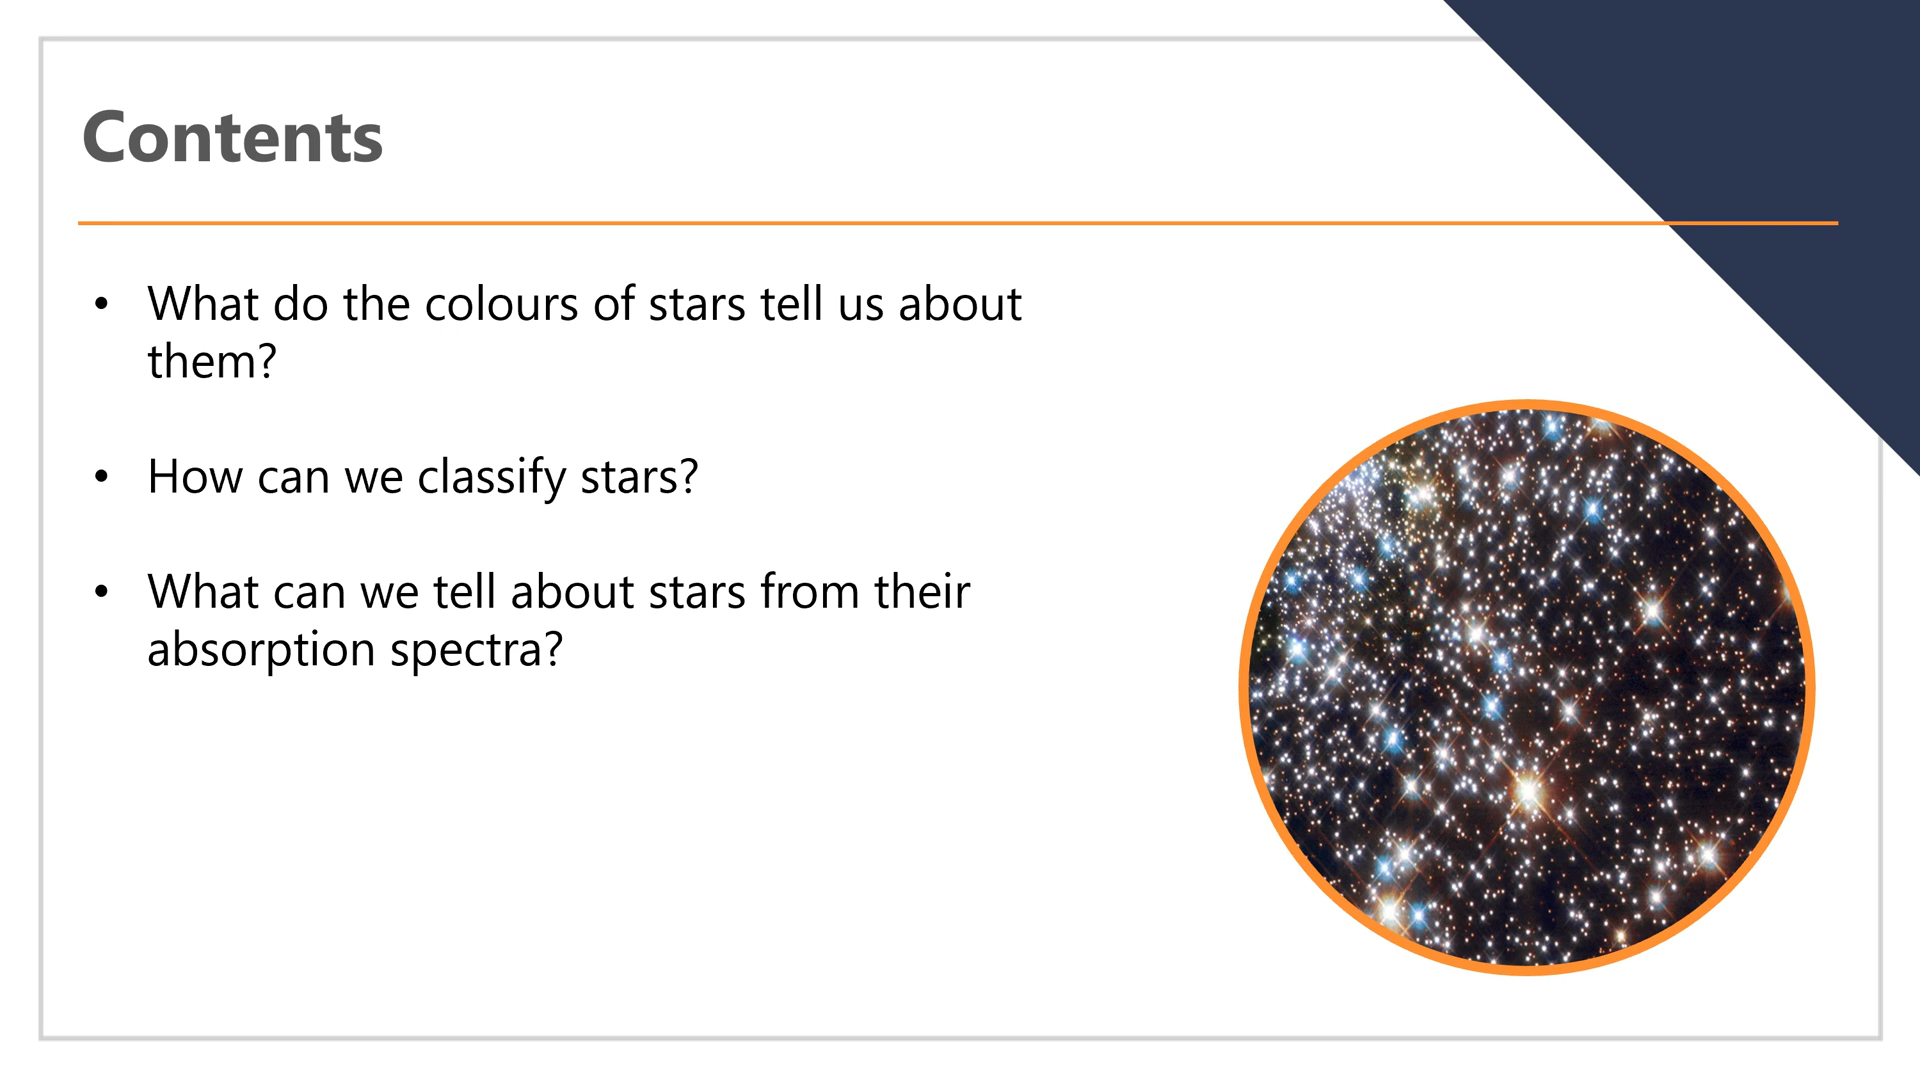 Contents
• What do the colours of stars tell us about
them?
• How can we classify stars?
• What can we tell about stars from their
absorption spectra?